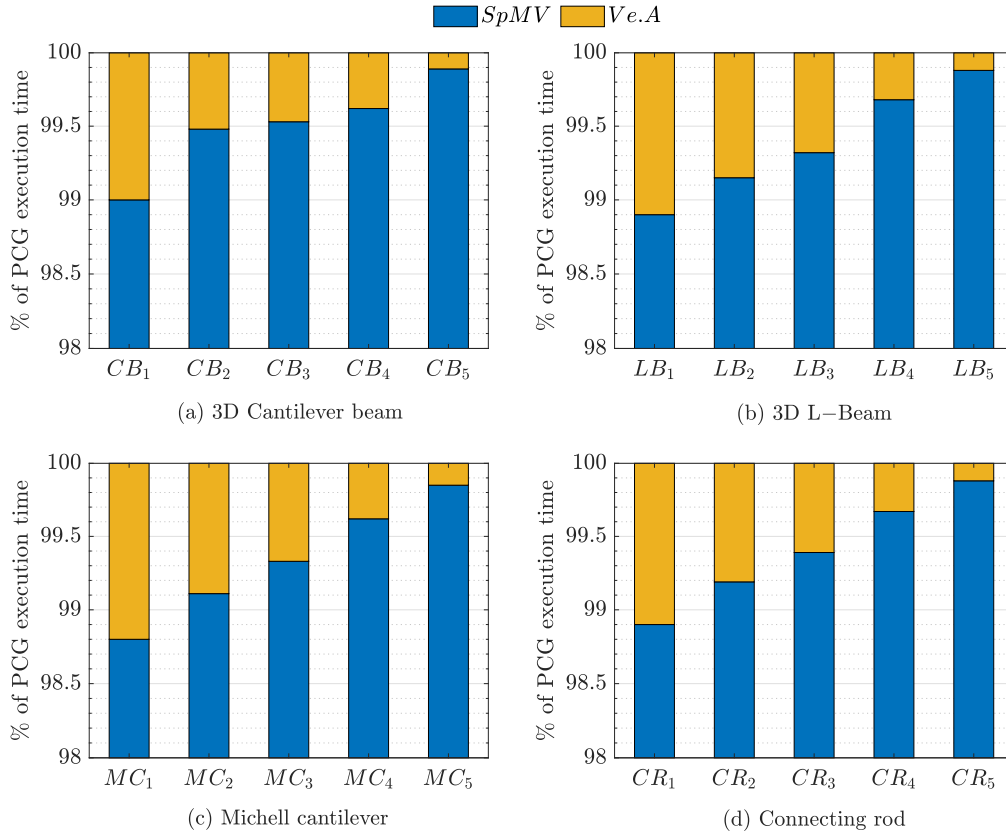 SpMV Ve.A
% of PCG execution time
100
99.5
99
98.5
98
CB₁ CB₂ CB₃ CB₄ CB₅
(a) 3D Cantilever beam
% of PCG execution time
100
99.5
99
98.5
98
LB₁ LB₂ LB₃ LB₄ LB₅
(b) 3D L−Beam
% of PCG execution time
100
99.5
99
98.5
98
MC₁ MC₂ MC₃ MC₄ MC₅
(c) Michell cantilever
% of PCG execution time
100
99.5
99
98.5
98
CR₁ CR₂ CR₃ CR₄ CR₅
(d) Connecting rod